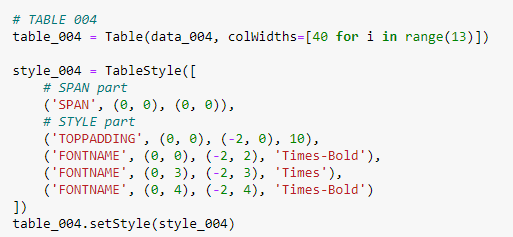 # TABLE 004
table_004 = Table(data_004, colWidths=[40 for i in range(13)])

style_004 = TableStyle([
    # SPAN part
    ('SPAN', (0, 0), (0, 0)),
    # STYLE part
    ('TOPPADDING', (0, 0), (-2, 0), 10),
    ('FONTNAME', (0, 0), (-2, 2), 'Times-Bold'),
    ('FONTNAME', (0, 3), (-2, 3), 'Times'),
    ('FONTNAME', (0, 4), (-2, 4), 'Times-Bold')
])
table_004.setStyle(style_004)